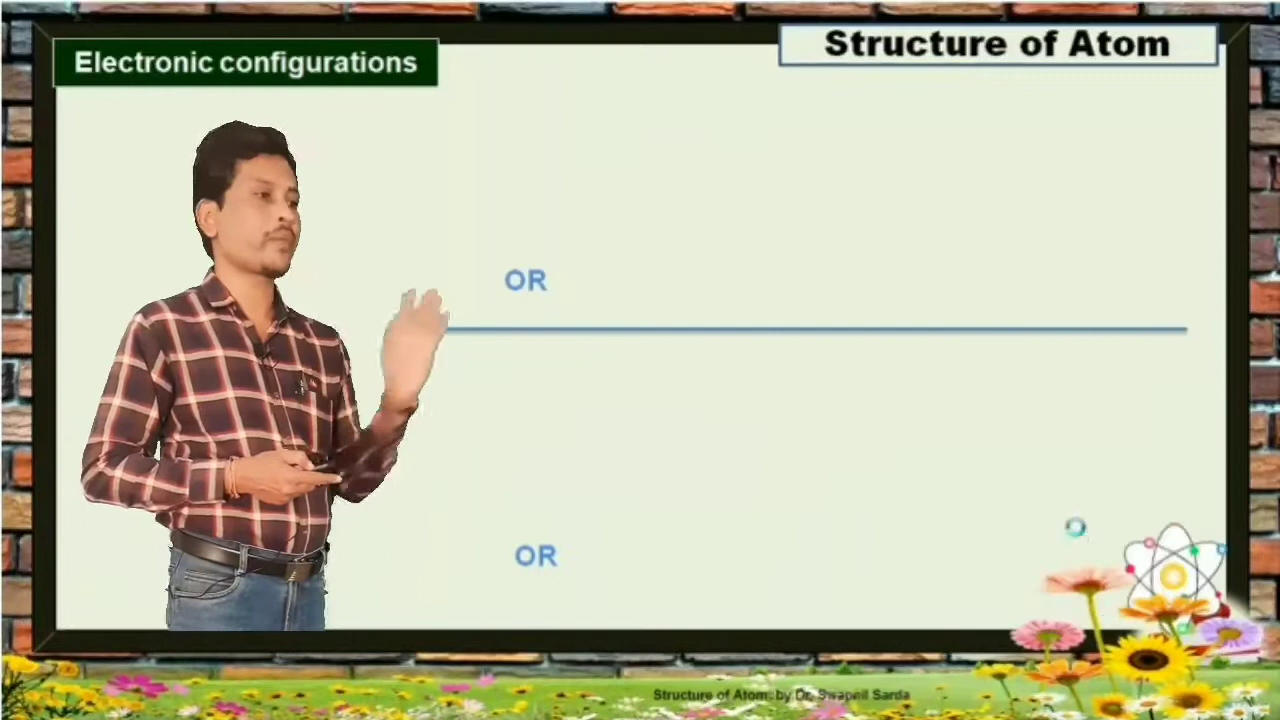 Electronic configurations
Structure of Atom
OR
OR
Structure of Atom: by Dr. Swapnil Sarda